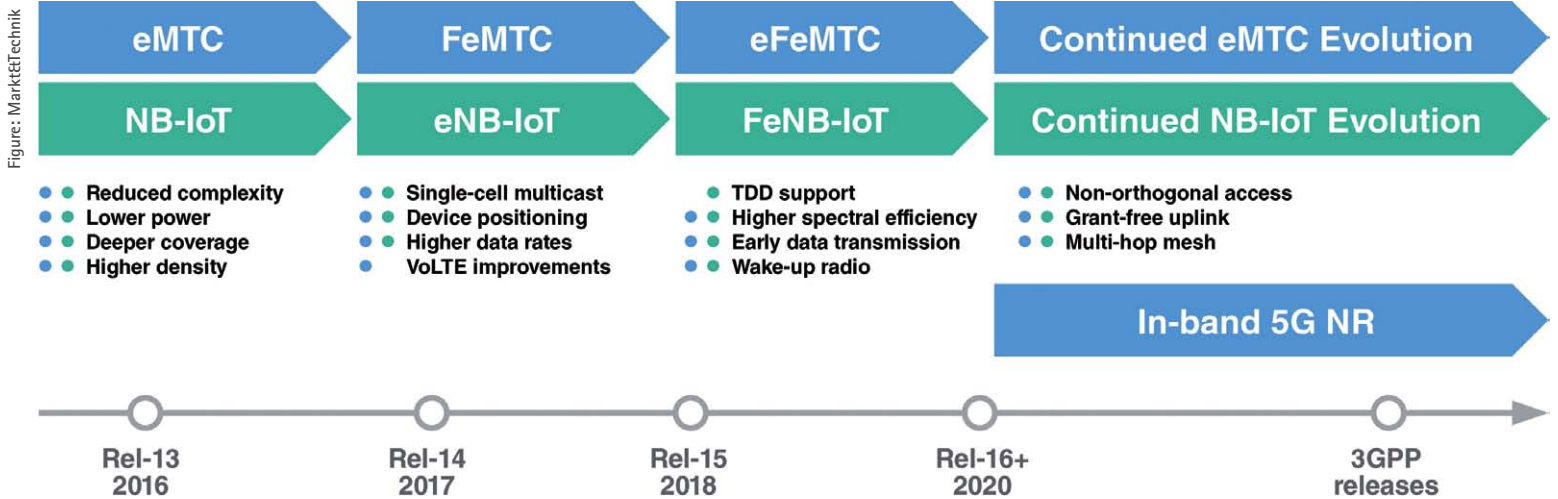 Figure: Markt&Technik
eMTC
FeMTC
eFeMTC
Continued eMTC Evolution
NB-IoT
eNB-IoT
FeNB-IoT
Continued NB-IoT Evolution
Reduced complexity
Lower power
Deeper coverage
Higher density
Single-cell multicast
Device positioning
Higher data rates
VoLTE improvements
TDD support
Higher spectral efficiency
Early data transmission
Wake-up radio
Non-orthogonal access
Grant-free uplink
Multi-hop mesh
In-band 5G NR
Rel-13
2016
Rel-14
2017
Rel-15
2018
Rel-16+
2020
3GPP
releases